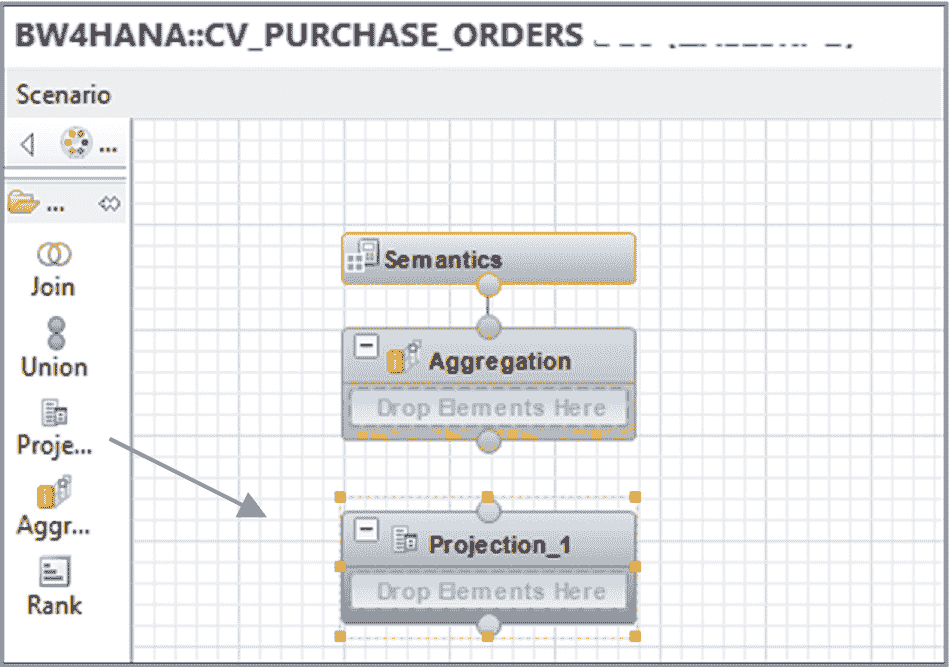 BW4HANA::CV_PURCHASE_ORDERS
Scenario
...
...
Join
Union
Proje...
Aggr...
Rank
Semantics
Aggregation
Drop Elements Here
Projection_1
Drop Elements Here